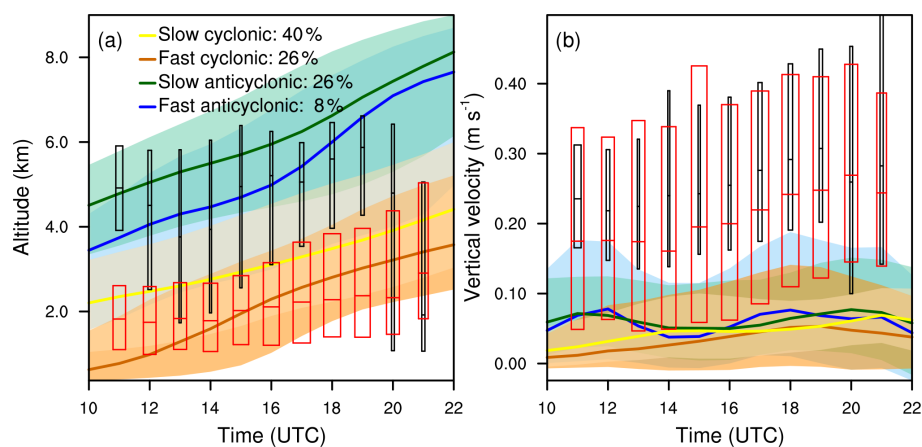 (a)
Slow cyclonic: 40%
Fast cyclonic: 26%
Slow anticyclonic: 26%
Fast anticyclonic: 8%
8.0
6.0
4.0
2.0
Altitude (km)
10 12 14 16 18 20 22
Time (UTC)
(b)
0.40
0.30
0.20
0.10
0.00
Vertical velocity (m s⁻¹)
10 12 14 16 18 20 22
Time (UTC)